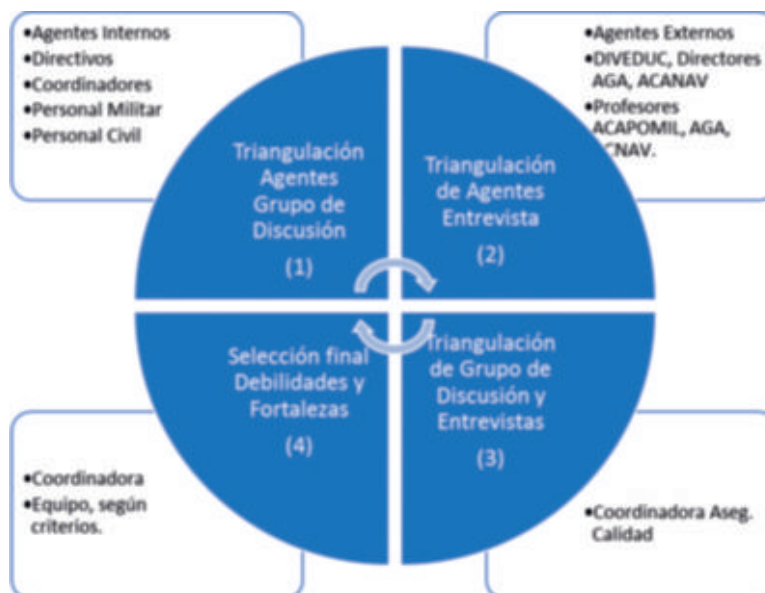 •Agentes Internos
•Directivos
•Coordinadores
•Personal Militar
•Personal Civil
•Agentes Externos
•DIVEDUC, Directores
AGA, ACANAV
•Profesores
ACAPOMIL, AGA,
CNAV.
Triangulación
Agentes
Grupo de
Discusión
(1)
Triangulación
de Agentes
Entrevista
(2)
Selección final
Debilidades y
Fortalezas
(4)
Triangulación
de Grupo de
Discusión y
Entrevistas
(3)
•Coordinadora
•Equipo, según
criterios.
•Coordinadora Aseg.
Calidad